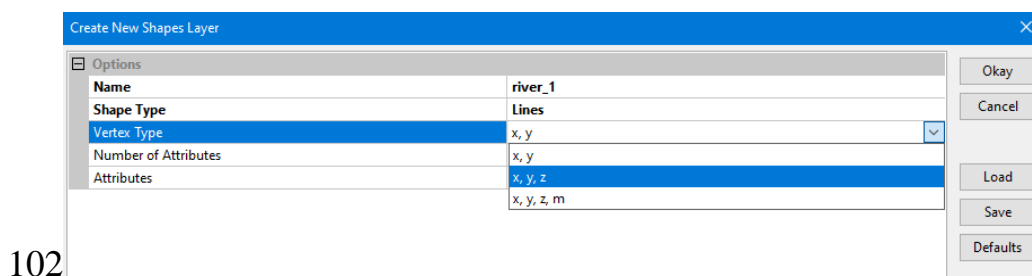 Create New Shapes Layer
Options
Okay
Name river_1
Shape Type Lines
Cancel
Vertex Type x, y
Number of Attributes x, y
Attributes x, y, z
Load
x, y, z, m
Save
Defaults
102